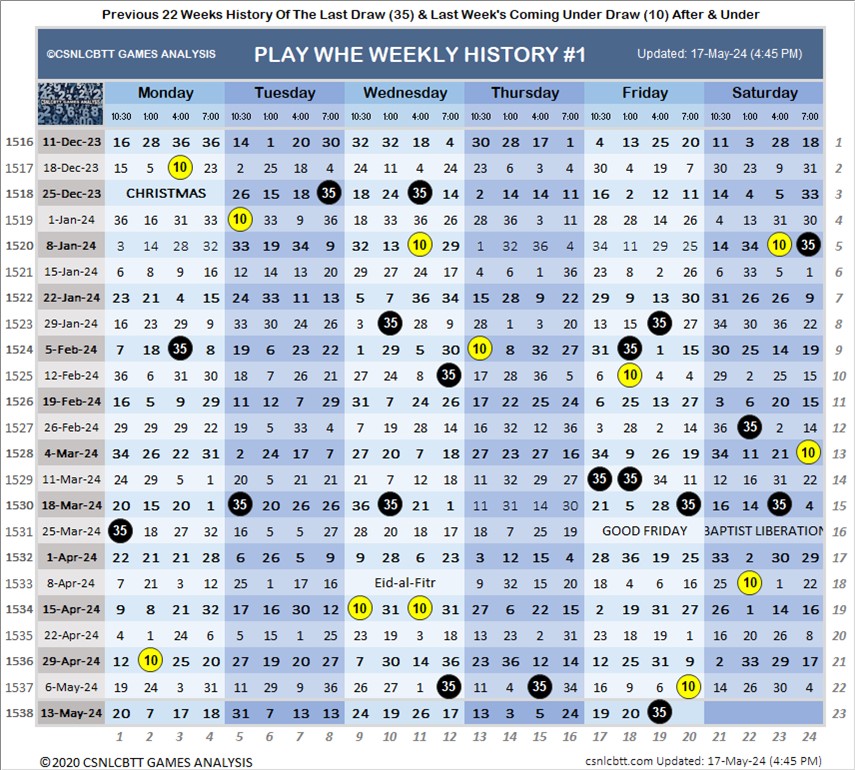 Previous 22 Weeks History Of The Last Draw (35) & Last Week's Coming Under Draw (10) After & Under
©CSNLCBTT GAMES ANALYSIS PLAY WHE WEEKLY HISTORY #1 Updated: 17-May-24 (4:45 PM)
Monday Tuesday Wednesday Thursday Friday Saturday
10:30 1:00 4:00 7:00 10:30 1:00 4:00 7:00 10:30 1:00 4:00 7:00 10:30 1:00 4:00 7:00 10:30 1:00 4:00 7:00 10:30 1:00 4:00 7:00
1516 11-Dec-23 16 28 36 36 14 1 20 30 32 32 18 4 30 28 17 1 4 13 25 20 11 3 28 18 1
1517 18-Dec-23 15 5 10 23 2 25 18 4 24 11 4 24 23 6 3 4 30 4 19 7 30 23 9 31 2
1518 25-Dec-23 CHRISTMAS 26 15 18 35 18 24 35 14 2 14 14 11 16 2 12 11 14 4 5 33 3
1519 1-Jan-24 36 16 31 33 10 33 9 36 18 33 36 26 28 36 3 11 28 28 14 26 4 13 31 30 4
1520 8-Jan-24 3 14 28 32 33 19 34 9 32 13 10 29 1 32 36 4 34 11 29 25 14 34 10 35 5
1521 15-Jan-24 6 8 9 16 12 14 13 20 29 27 24 17 4 6 1 36 23 8 2 26 6 33 5 1 6
1522 22-Jan-24 23 21 4 15 24 33 11 13 5 7 36 34 15 28 9 22 29 9 13 30 31 26 26 9 7
1523 29-Jan-24 16 23 29 9 33 30 24 26 3 35 28 9 28 1 3 20 13 15 35 27 34 30 36 22 8
1524 5-Feb-24 7 18 35 8 19 6 23 22 1 29 5 30 10 8 32 27 31 35 1 15 30 25 14 19 9
1525 12-Feb-24 36 6 31 30 18 7 26 21 20 24 8 35 17 28 36 5 6 10 4 4 29 2 25 15 10
1526 19-Feb-24 16 5 9 29 11 12 7 29 31 7 24 26 17 22 25 24 6 25 13 27 3 6 20 15 11
1527 26-Feb-24 29 29 29 22 19 5 33 4 7 19 28 14 16 32 12 36 3 28 2 14 36 35 2 14 12
1528 4-Mar-24 34 26 22 31 2 24 17 7 27 20 7 18 27 23 27 16 34 9 26 19 34 11 21 10 13
1529 11-Mar-24 24 29 5 1 20 5 21 21 21 7 12 18 11 30 27 21 35 35 34 11 12 16 31 22 14
1530 18-Mar-24 20 15 20 1 35 20 26 26 36 35 21 1 11 31 14 30 21 5 28 35 16 14 35 4 15
1531 25-Mar-24 35 18 27 32 16 5 5 27 28 20 18 17 18 7 25 19 GOOD FRIDAY BAPTIST LIBERATION 16
1532 1-Apr-24 22 21 21 28 6 26 5 9 9 28 6 23 3 12 15 4 28 36 19 25 33 2 30 29 17
1533 8-Apr-24 7 21 3 12 25 1 17 16 Eid-al-Fitr 9 32 15 20 18 4 6 16 22 10 1 22 18
1534 15-Apr-24 9 8 21 32 17 16 30 12 10 31 10 31 27 6 22 15 2 19 31 27 26 1 14 16 19
1535 22-Apr-24 4 1 24 6 5 15 1 25 23 19 3 18 13 23 2 31 23 18 19 1 16 20 26 8 20
1536 29-Apr-24 12 10 25 20 27 19 20 27 7 30 14 36 23 36 12 14 12 25 31 9 2 33 29 17 21
1537 6-May-24 19 24 3 31 11 29 9 36 26 27 1 35 11 4 35 34 16 9 6 10 14 26 30 4 22
1538 13-May-24 20 7 17 18 31 7 13 13 24 19 26 17 13 3 5 24 19 20 35 23
1 2 3 4 5 6 7 8 9 10 11 12 13 14 15 16 17 18 19 20 21 22 23 24
©2020 CSNLCBTT GAMES ANALYSIS csnlcbtt.com Updated: 17-May-24 (4:45 PM)